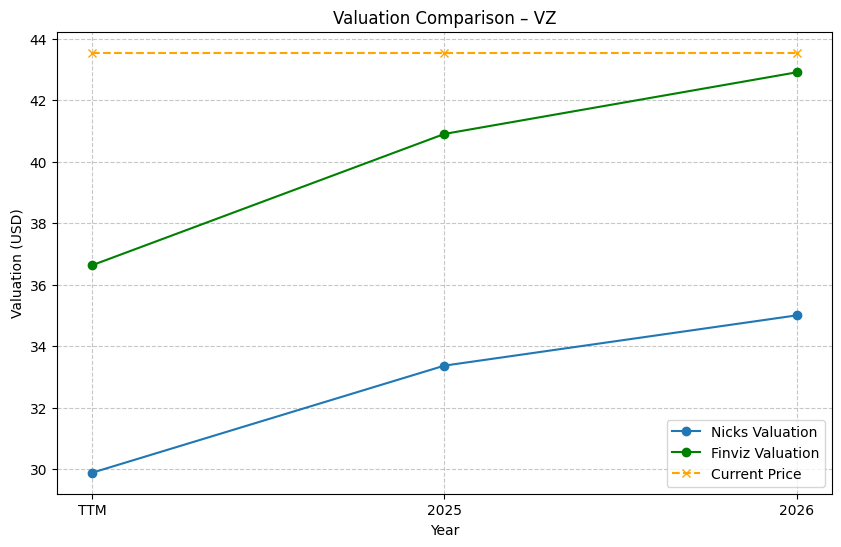 Valuation Comparison – VZ
Valuation (USD)
44
42
40
38
36
34
32
30
TTM
2025
2026
Year
Nicks Valuation
Finviz Valuation
Current Price